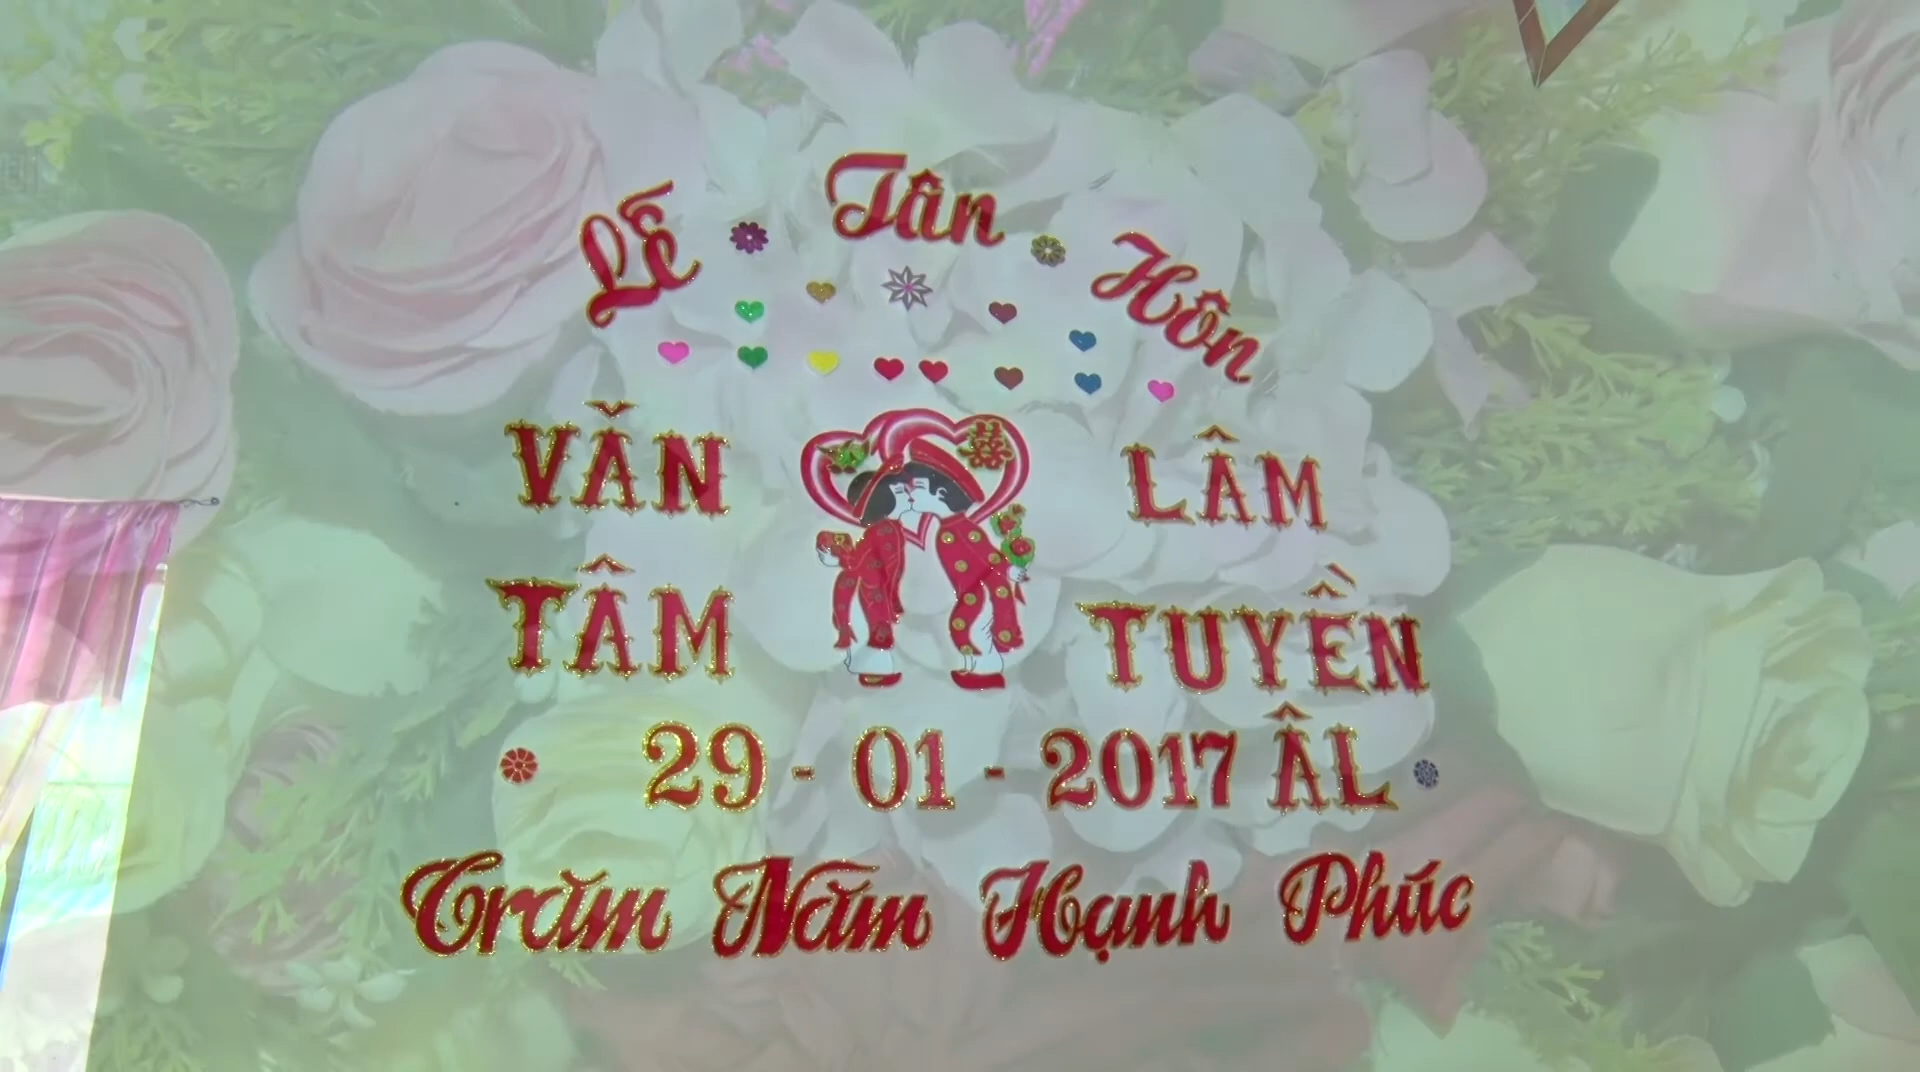 Lễ Tân Hôn
VĂN LÂM
TÂM TUYỀN
29 - 01 - 2017 ÂL
Trăm Năm Hạnh Phúc